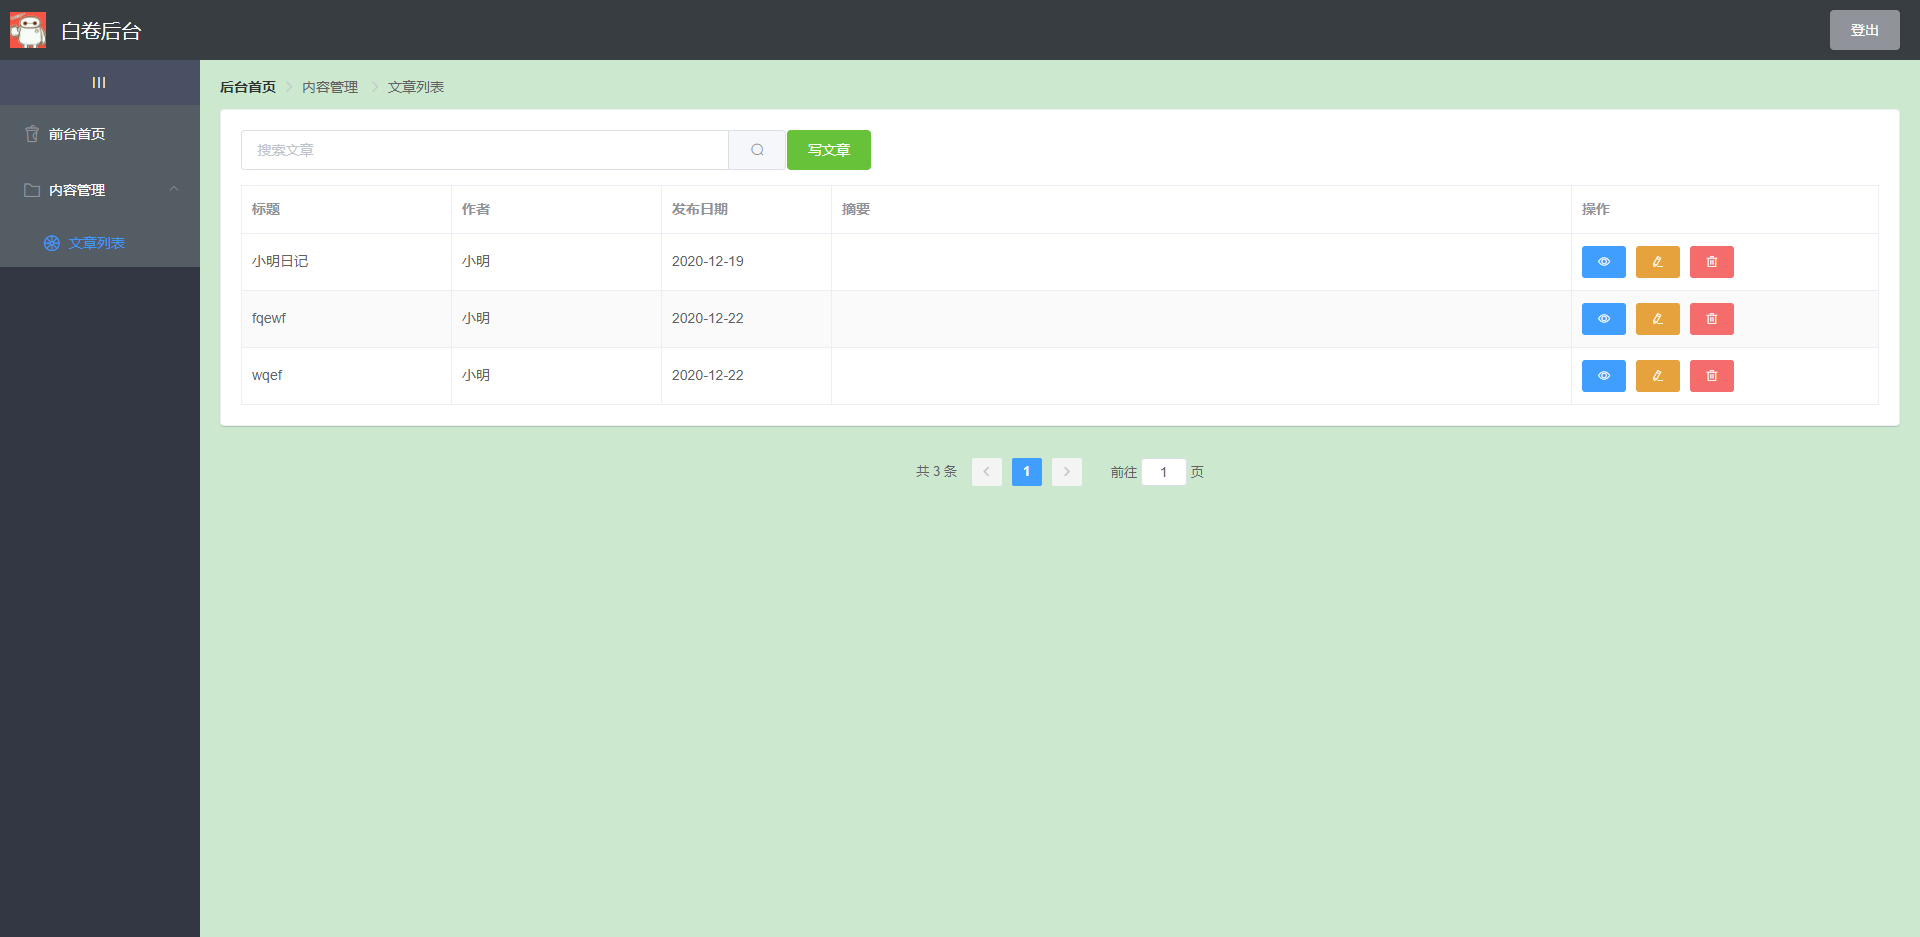 白卷后台
登出
前台首页
内容管理
文章列表
后台首页 内容管理 文章列表
搜索文章 写文章
标题 作者 发布日期 摘要 操作
小明日记 小明 2020-12-19
fqewf 小明 2020-12-22
wqef 小明 2020-12-22
共 3 条 1 前往 1 页